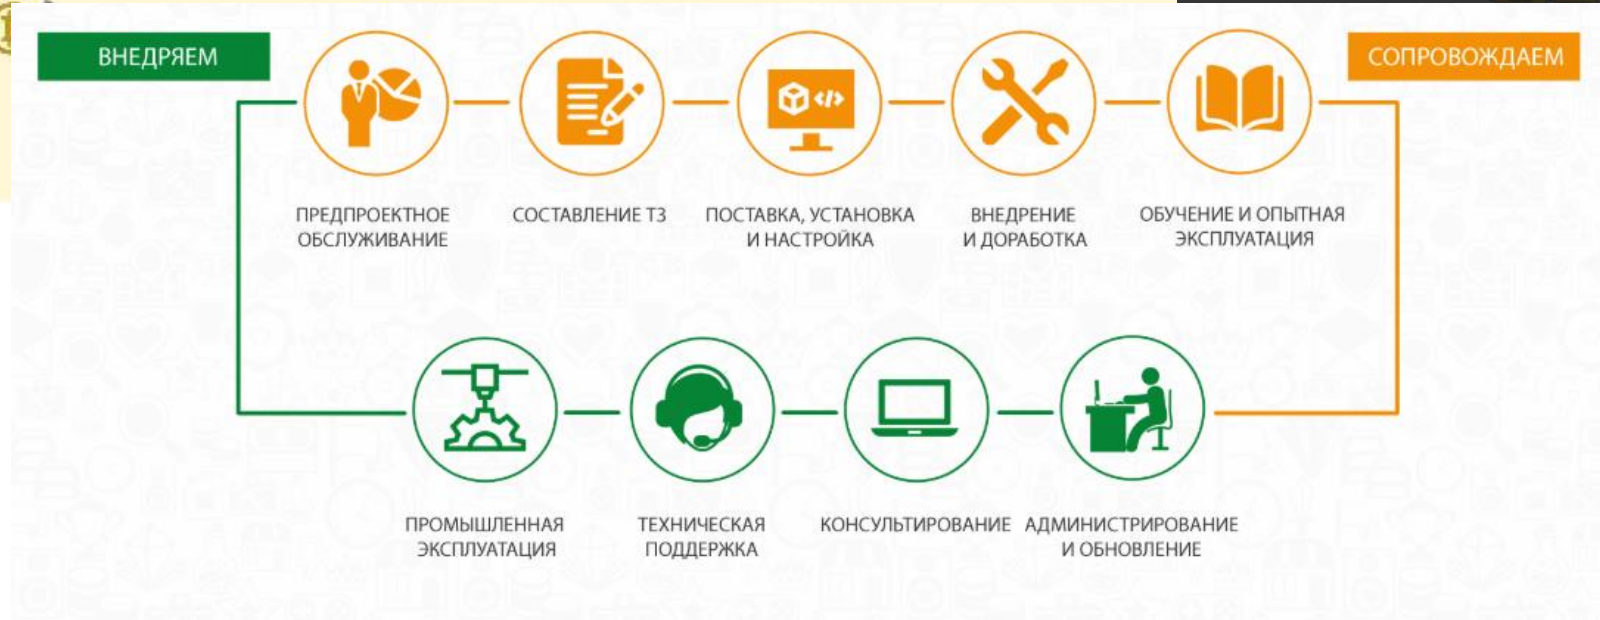 ВНЕДРЯЕМ
СОПРОВОЖДАЕМ
ПРЕДПРОЕКТНОЕ
ОБСЛУЖИВАНИЕ
СОСТАВЛЕНИЕ ТЗ
ПОСТАВКА, УСТАНОВКА
И НАСТРОЙКА
ВНЕДРЕНИЕ
И ДОРАБОТКА
ОБУЧЕНИЕ И ОПЫТНАЯ
ЭКСПЛУАТАЦИЯ
ПРОМЫШЛЕННАЯ
ЭКСПЛУАТАЦИЯ
ТЕХНИЧЕСКАЯ
ПОДДЕРЖКА
КОНСУЛЬТИРОВАНИЕ
АДМИНИСТРИРОВАНИЕ
И ОБНОВЛЕНИЕ